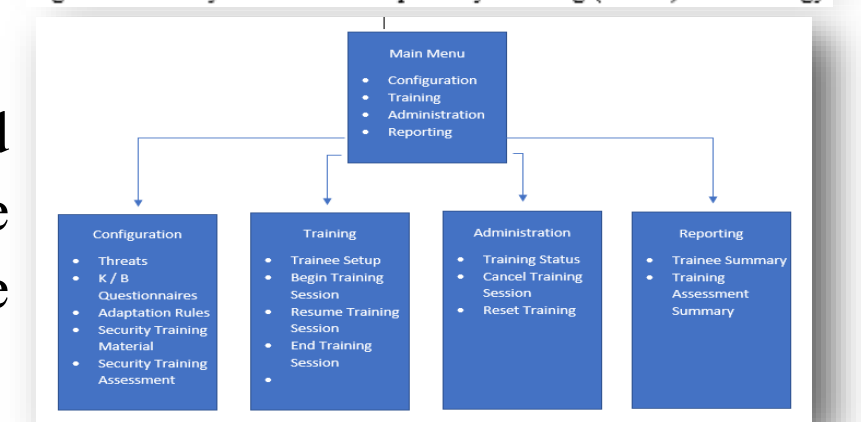 Main Menu
• Configuration
• Training
• Administration
• Reporting
Configuration
• Threats
• K / B
Questionnaires
• Adaptation Rules
• Security Training
Material
• Security Training
Assessment
Training
• Trainee Setup
• Begin Training
Session
• Resume Training
Session
• End Training
Session
•
Administration
• Training Status
• Cancel Training
Session
• Reset Training
Reporting
• Trainee Summary
• Training
Assessment
Summary